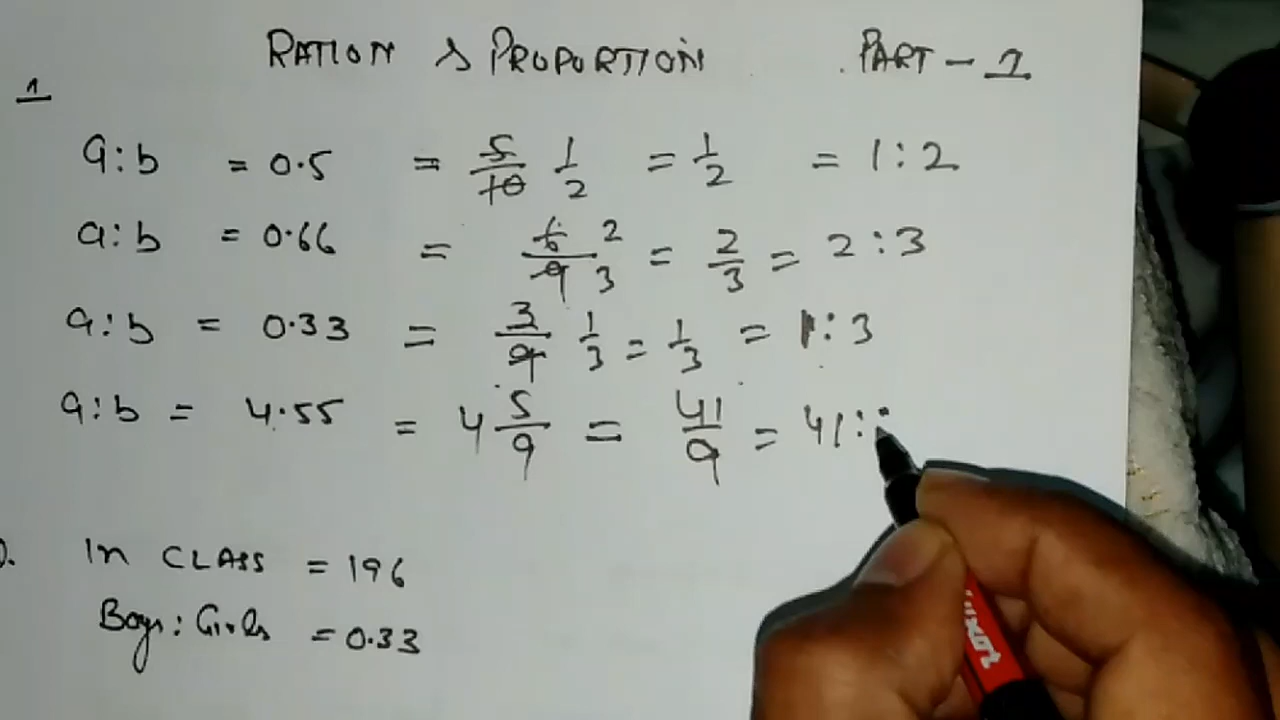 RATION & PROPORTION PART - 1
1
a:b = 0.5 = 5/10 1/2 = 1/2 = 1:2
a:b = 0.66 = 6/9 2/3 = 2/3 = 2:3
a:b = 0.33 = 3/9 1/3 = 1/3 = 1:3
a:b = 4.55 = 4 5/9 = 41/9 = 41:
In CLASS = 196
Boys: Girls = 0.33